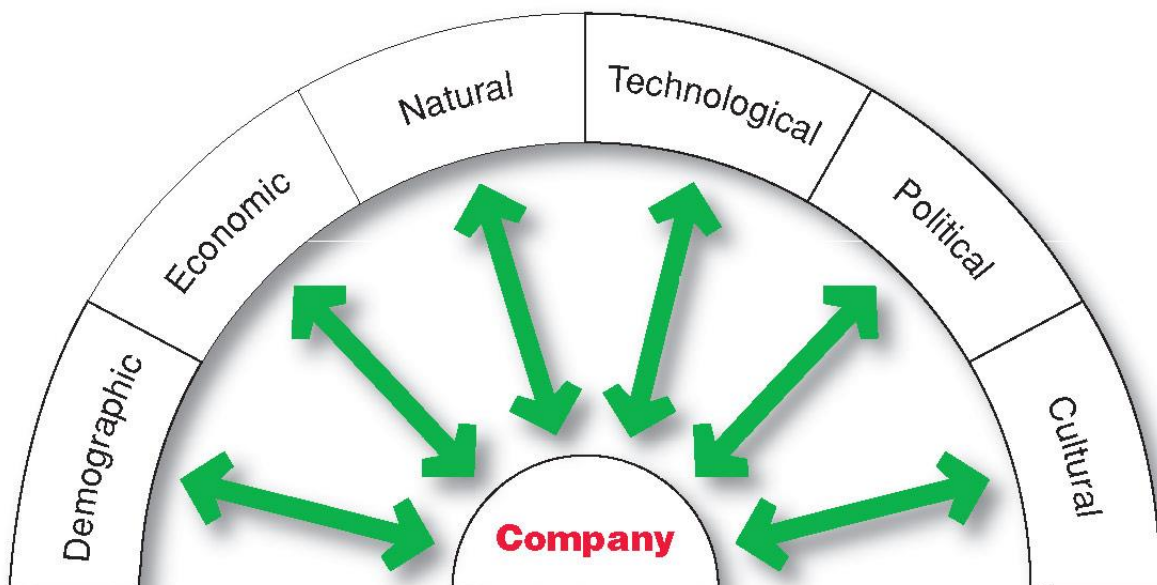 Demographic
Economic
Natural
Technological
Political
Cultural
Company